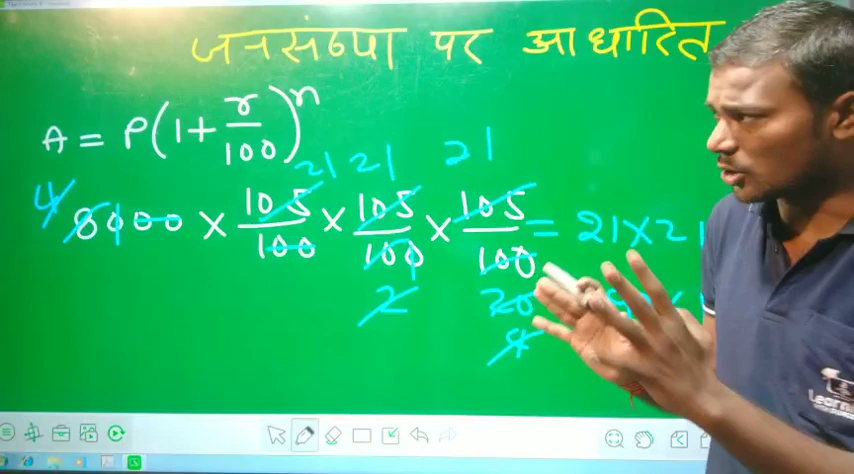 जनसंख्या पर आधारित
A = P(1 + r/100)^n
21 21 21
4 8000 × 105/100 × 105/100 × 105/100 = 21 × 21
2 20
4
Learn